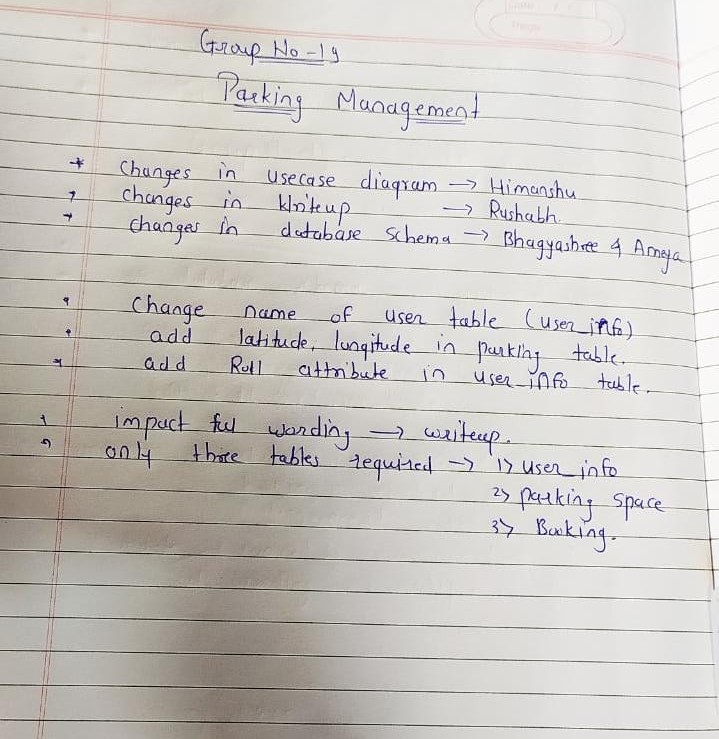 Group No-19
Parking Management
* Changes in usecase diagram → Himanshu
* changes in Writeup → Rushabh.
* changes in database schema → Bhagyashree & Ameya
* Change name of user table (user_info)
* add latitude, longitude in parking table.
* add Roll attribute in user_info table.
* impact ful wording → writeup.
* only three tables required → 1> user_info
2> parking space
3> Booking.